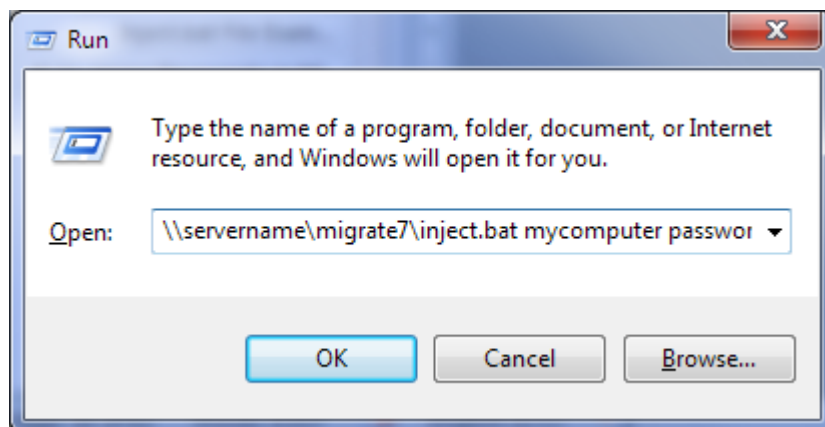 Run
Type the name of a program, folder, document, or Internet
resource, and Windows will open it for you.
Open: \\servername\migrate7\inject.bat mycomputer passwor
OK Cancel Browse...